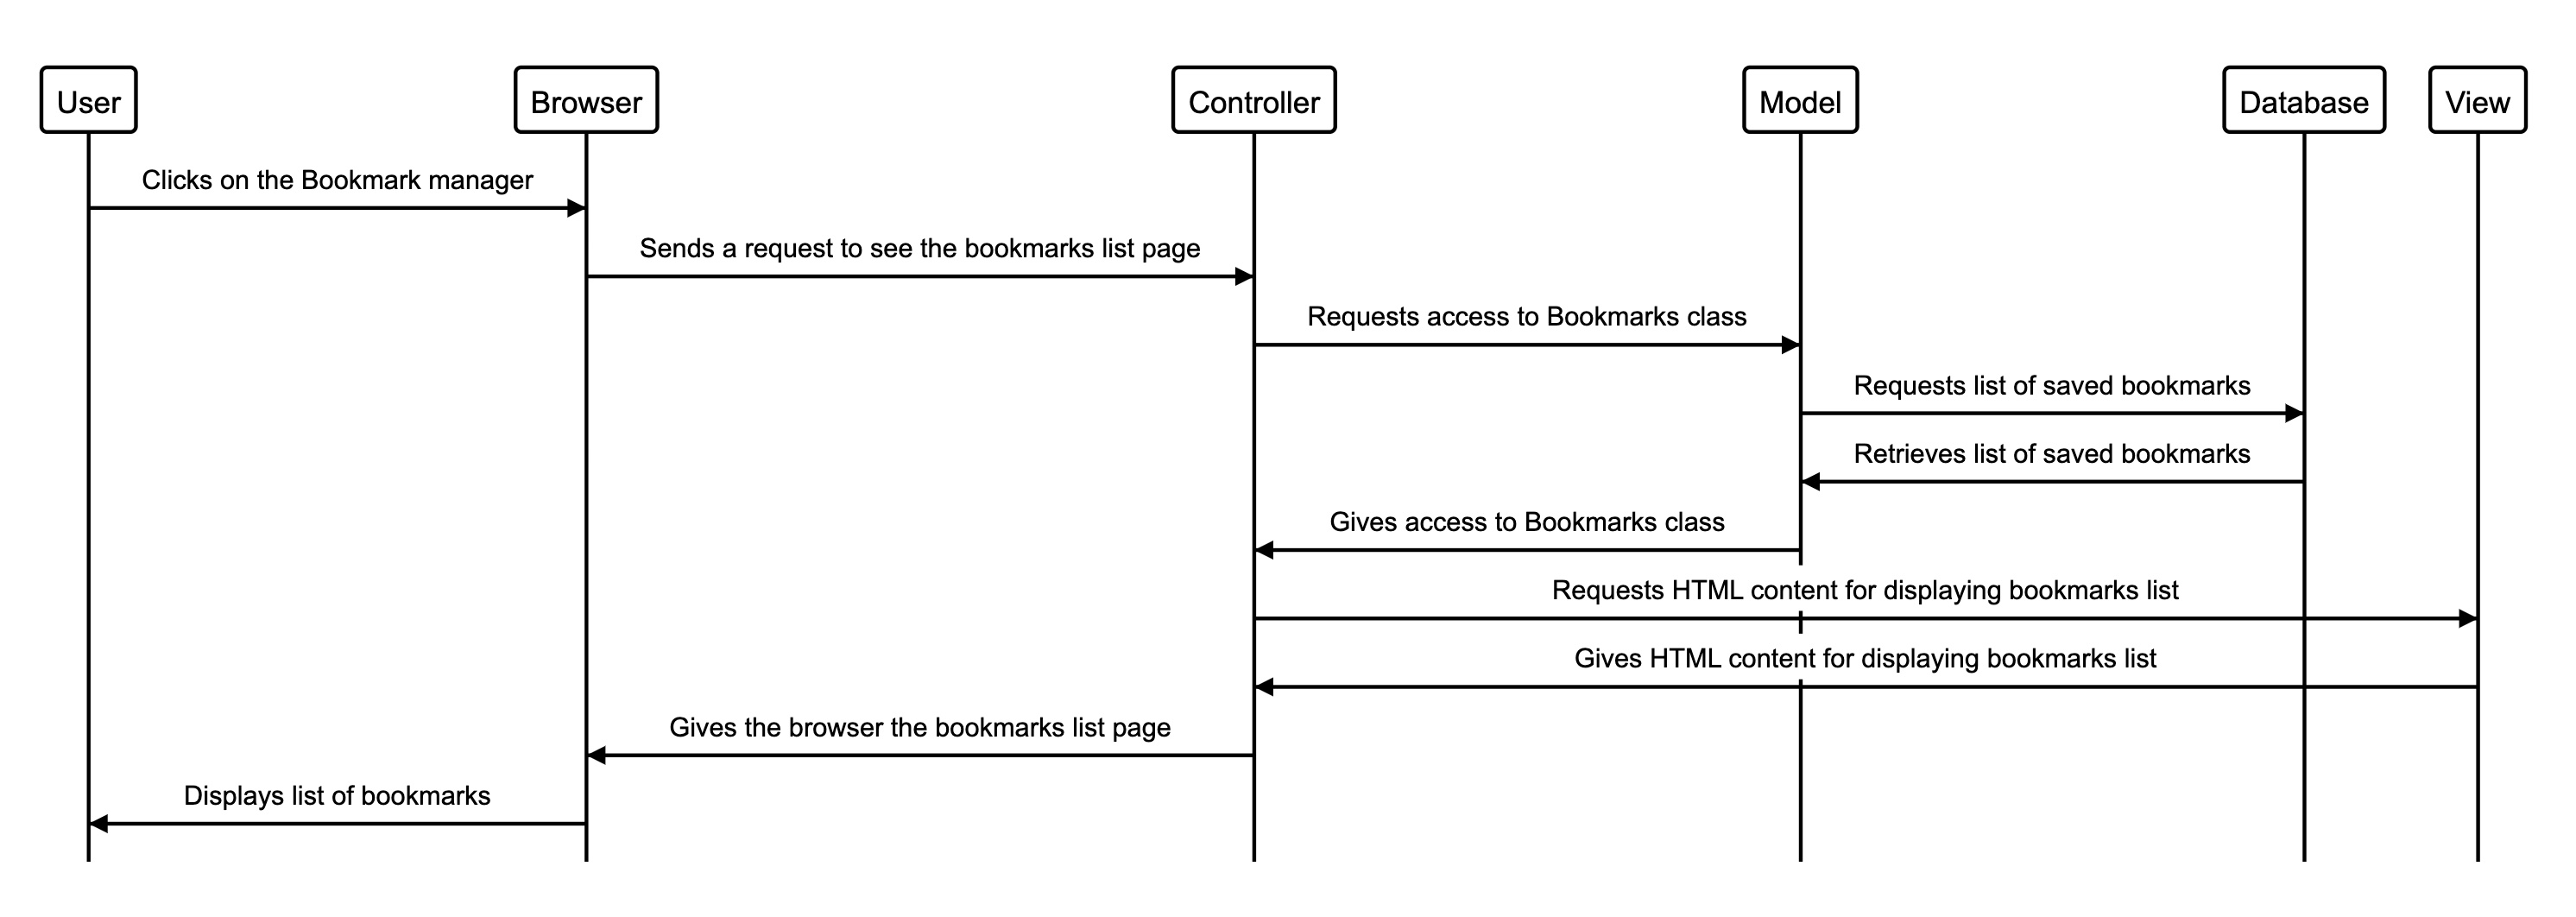 User
Browser
Controller
Model
Database
View
Clicks on the Bookmark manager
Sends a request to see the bookmarks list page
Requests access to Bookmarks class
Requests list of saved bookmarks
Retrieves list of saved bookmarks
Gives access to Bookmarks class
Requests HTML content for displaying bookmarks list
Gives HTML content for displaying bookmarks list
Gives the browser the bookmarks list page
Displays list of bookmarks